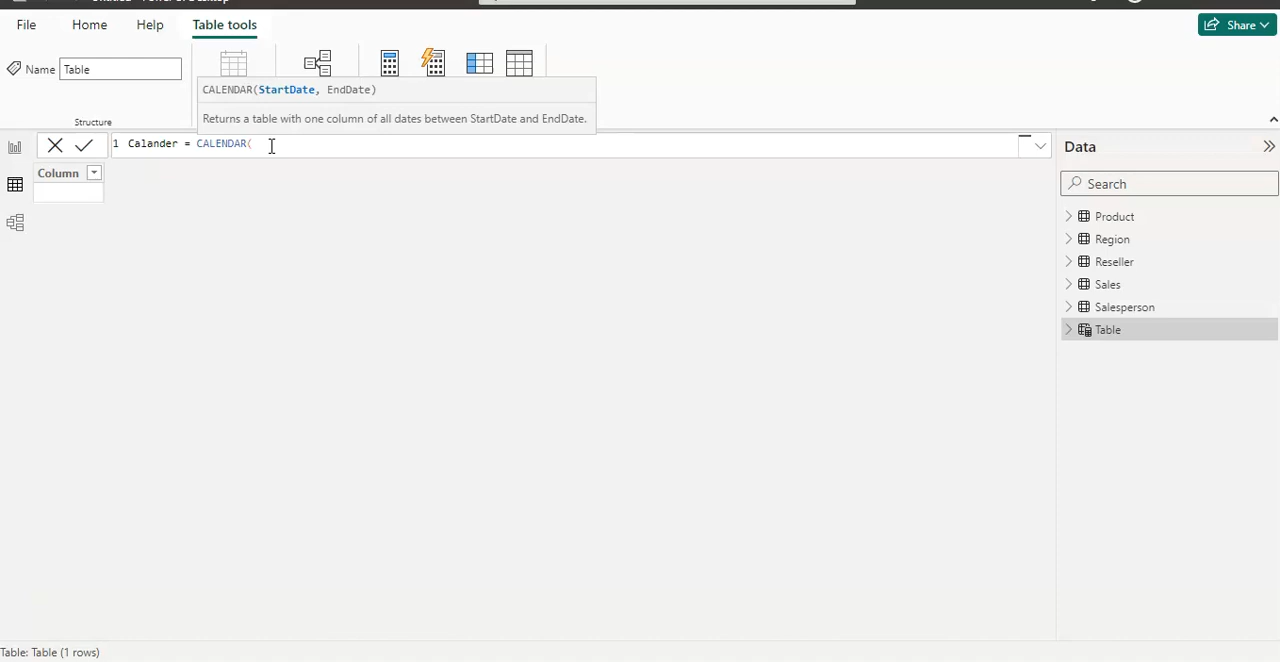 File Home Help Table tools Share
Name Table
Structure
CALENDAR(StartDate, EndDate)
Returns a table with one column of all dates between StartDate and EndDate.
1 Calander = CALENDAR(
Column
Data
Search
Product
Region
Reseller
Sales
Salesperson
Table
Table: Table (1 rows)